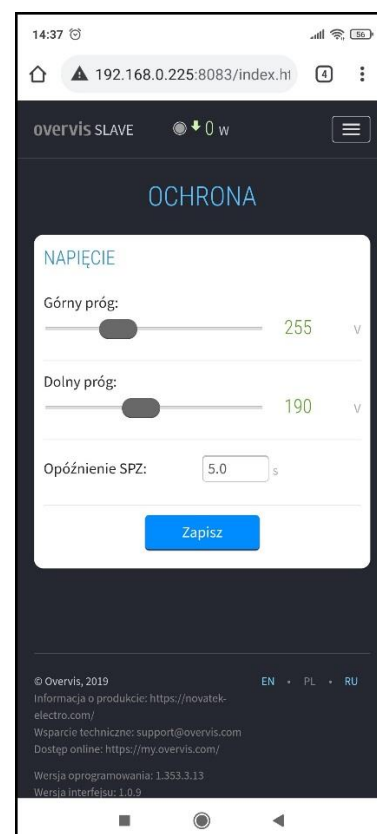 14:37
56
192.168.0.225:8083/index.ht
4
overvis SLAVE 0 w
OCHRONA
NAPIĘCIE
Górny próg:
255 V
Dolny próg:
190 V
Opóźnienie SPZ: 5.0 s
Zapisz
© Overvis, 2019 EN • PL • RU
Informacja o produkcie: https://novatek-
electro.com/
Wsparcie techniczne: support@overvis.com
Dostęp online: https://my.overvis.com/
Wersja oprogramowania: 1.353.3.13
Wersja interfejsu: 1.0.9